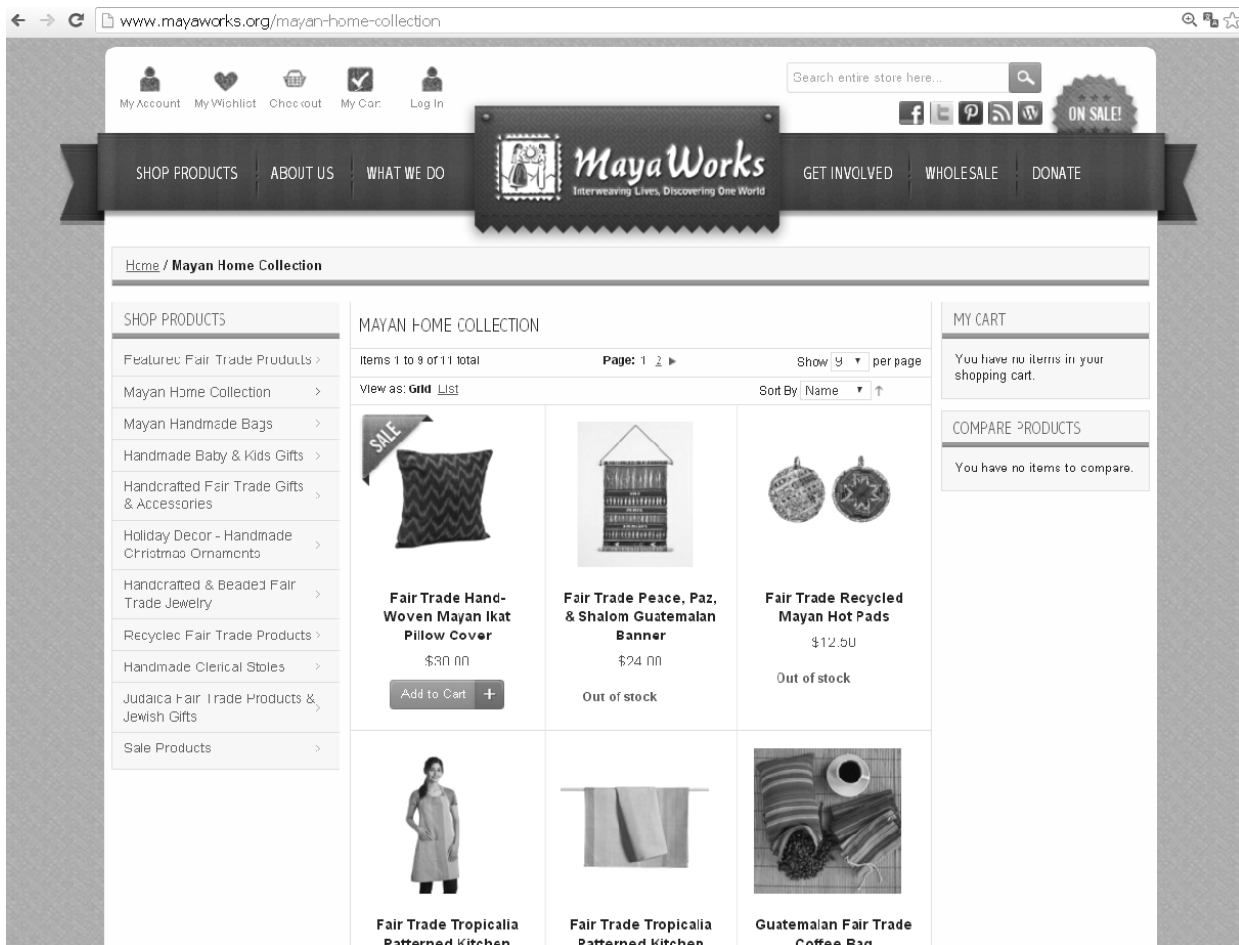 www.mayaworks.org/mayan-home-collection
My Account My Wishlist Checkout My Cart Log In
Search entire store here...
ON SALE!
SHOP PRODUCTS ABOUT US WHAT WE DO
MayaWorks
Interweaving Lives, Discovering One World
GET INVOLVED WHOLESALE DONATE
Home / Mayan Home Collection
SHOP PRODUCTS
Featured Fair Trade Products
Mayan Home Collection
Mayan Handmade Bags
Handmade Baby & Kids Gifts
Handcrafted Fair Trade Gifts
& Accessories
Holiday Decor - Handmade
Christmas Ornaments
Handcrafted & Beaded Fair
Trade Jewelry
Recycled Fair Trade Products
Handmade Clerical Stoles
Judaica Fair Trade Products &
Jewish Gifts
Sale Products
MAYAN HOME COLLECTION
Items 1 to 9 of 11 total Page: 1 2 Show 9 per page
View as: Grid List Sort By Name
SALE
Fair Trade Hand-
Woven Mayan Ikat
Pillow Cover
$30.00
Add to Cart +
Fair Trade Peace, Paz,
& Shalom Guatemalan
Banner
$24.00
Out of stock
Fair Trade Recycled
Mayan Hot Pads
$12.50
Out of stock
Fair Trade Tropicalia
Patterned Kitchen
Fair Trade Tropicalia
Patterned Kitchen
Guatemalan Fair Trade
Coffee Bag
MY CART
You have no items in your
shopping cart.
COMPARE PRODUCTS
You have no items to compare.